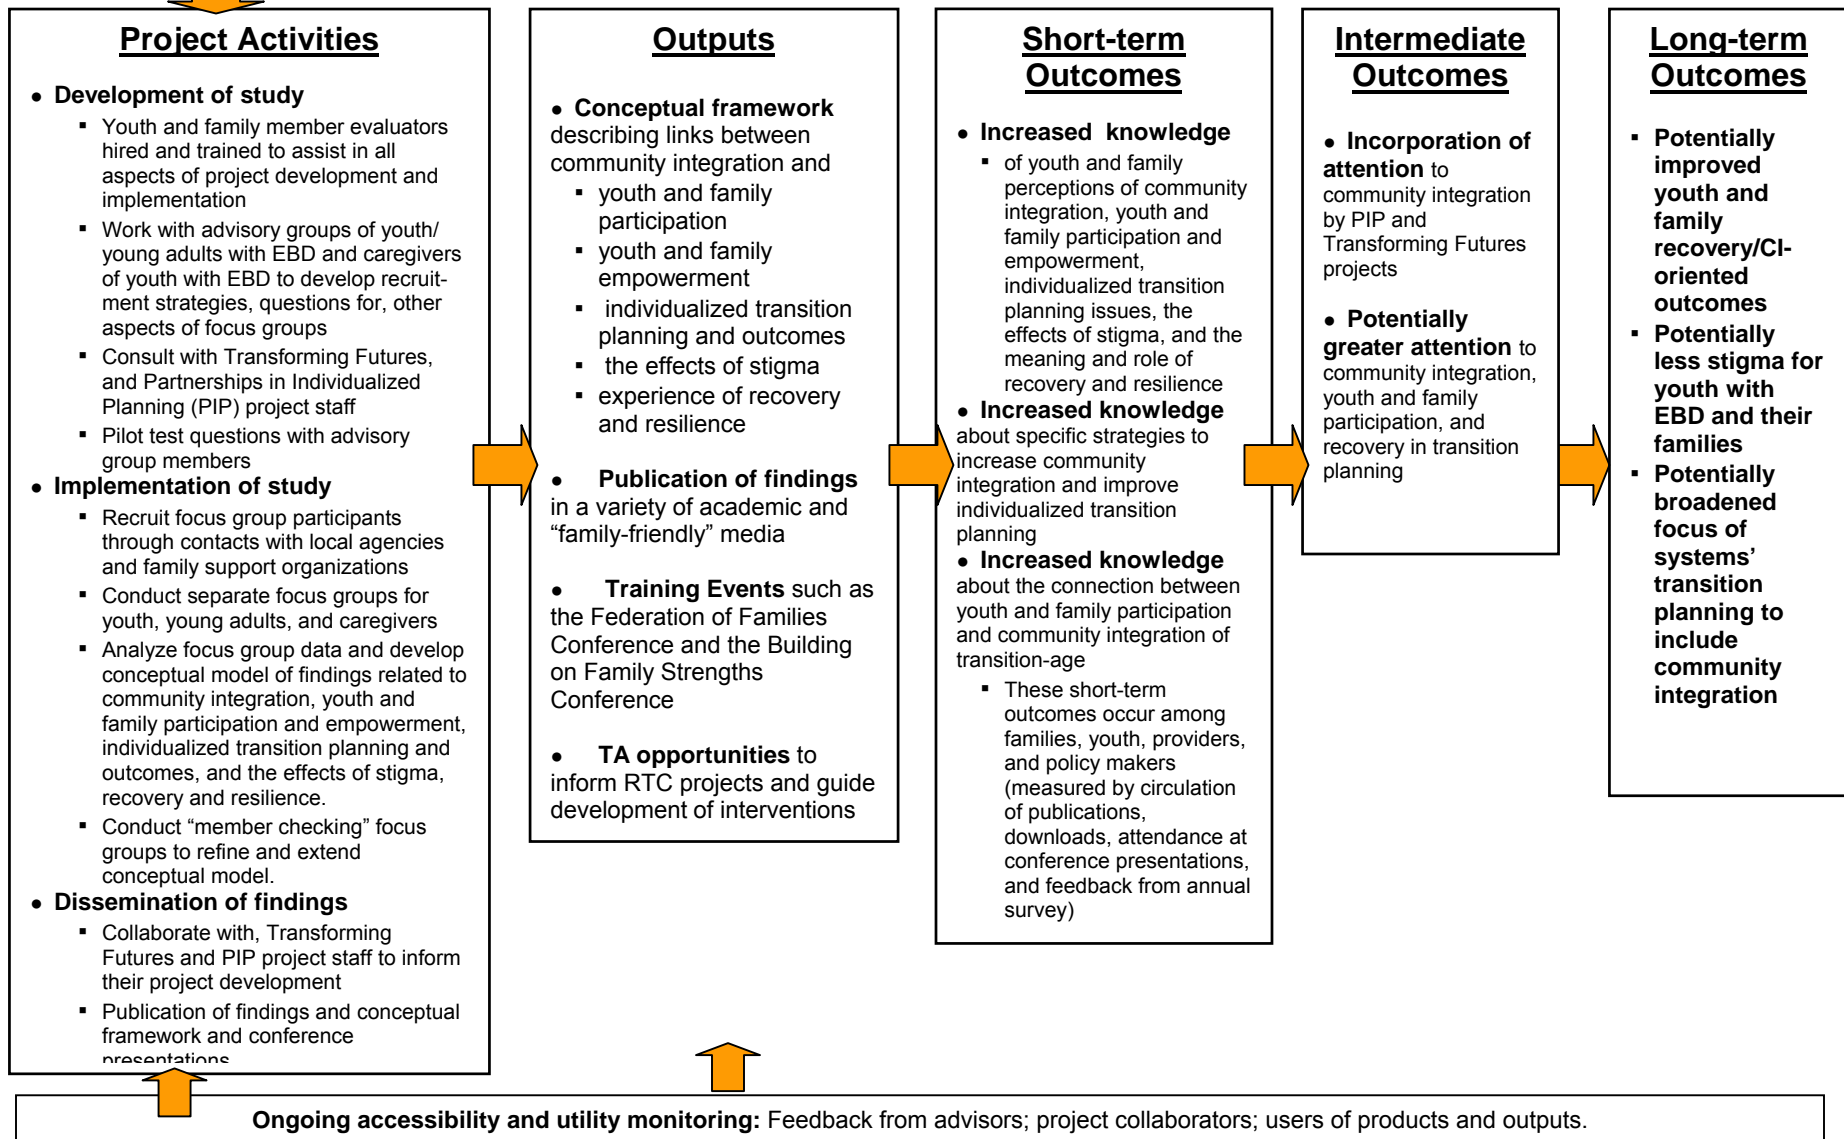 Project Activities
● Development of study
▪ Youth and family member evaluators
hired and trained to assist in all
aspects of project development and
implementation
▪ Work with advisory groups of youth/
young adults with EBD and caregivers
of youth with EBD to develop recruit-
ment strategies, questions for, other
aspects of focus groups
▪ Consult with Transforming Futures,
and Partnerships in Individualized
Planning (PIP) project staff
▪ Pilot test questions with advisory
group members
● Implementation of study
▪ Recruit focus group participants
through contacts with local agencies
and family support organizations
▪ Conduct separate focus groups for
youth, young adults, and caregivers
▪ Analyze focus group data and develop
conceptual model of findings related to
community integration, youth and
family participation and empowerment,
individualized transition planning and
outcomes, and the effects of stigma,
recovery and resilience.
▪ Conduct “member checking” focus
groups to refine and extend
conceptual model.
● Dissemination of findings
▪ Collaborate with, Transforming
Futures and PIP project staff to inform
their project development
▪ Publication of findings and conceptual
framework and conference
presentations
Outputs
● Conceptual framework
describing links between
community integration and
▪ youth and family
participation
▪ youth and family
empowerment
▪ individualized transition
planning and outcomes
▪ the effects of stigma
▪ experience of recovery
and resilience
● Publication of findings
in a variety of academic and
“family-friendly” media
● Training Events such as
the Federation of Families
Conference and the Building
on Family Strengths
Conference
● TA opportunities to
inform RTC projects and guide
development of interventions
Short-term
Outcomes
● Increased knowledge
▪ of youth and family
perceptions of community
integration, youth and
family participation and
empowerment,
individualized transition
planning issues, the
effects of stigma, and the
meaning and role of
recovery and resilience
● Increased knowledge
about specific strategies to
increase community
integration and improve
individualized transition
planning
● Increased knowledge
about the connection between
youth and family participation
and community integration of
transition-age
▪ These short-term
outcomes occur among
families, youth, providers,
and policy makers
(measured by circulation
of publications,
downloads, attendance at
conference presentations,
and feedback from annual
survey)
Intermediate
Outcomes
● Incorporation of
attention to
community integration
by PIP and
Transforming Futures
projects
● Potentially
greater attention to
community integration,
youth and family
participation, and
recovery in transition
planning
Long-term
Outcomes
▪ Potentially
improved
youth and
family
recovery/CI-
oriented
outcomes
▪ Potentially
less stigma for
youth with
EBD and their
families
▪ Potentially
broadened
focus of
systems’
transition
planning to
include
community
integration
Ongoing accessibility and utility monitoring: Feedback from advisors; project collaborators; users of products and outputs.